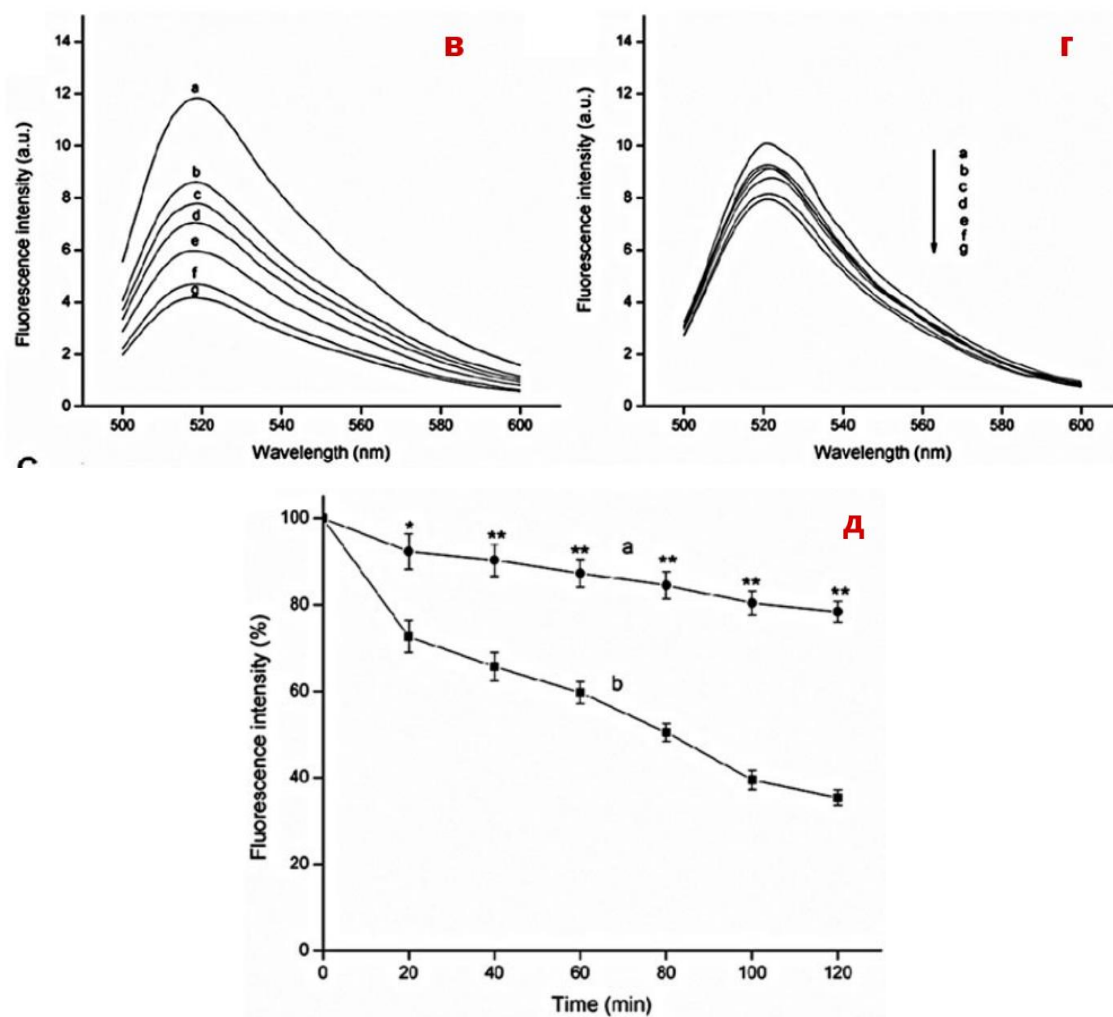 в
14
12
10
8
6
4
2
0
Fluorescence intensity (a.u.)
a
b
c
d
e
f
g
500 520 540 560 580 600
Wavelength (nm)
г
14
12
10
8
6
4
2
0
Fluorescence intensity (a.u.)
a
b
c
d
e
f
g
500 520 540 560 580 600
Wavelength (nm)
д
100
80
60
40
20
0
Fluorescence intensity (%)
* ** ** ** ** **
a
b
0 20 40 60 80 100 120
Time (min)